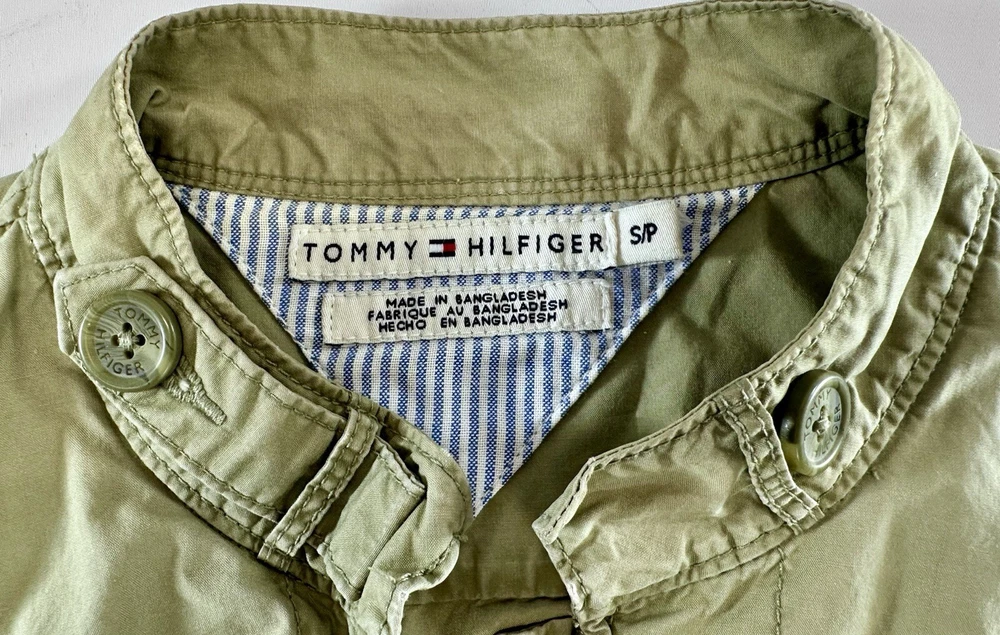 TOMMY HILFIGER
S/P
MADE IN BANGLADESH
FABRIQUE AU BANGLADESH
HECHO EN BANGLADESH
TOMMY
HILFIGER
TOMMY
HILFIGER